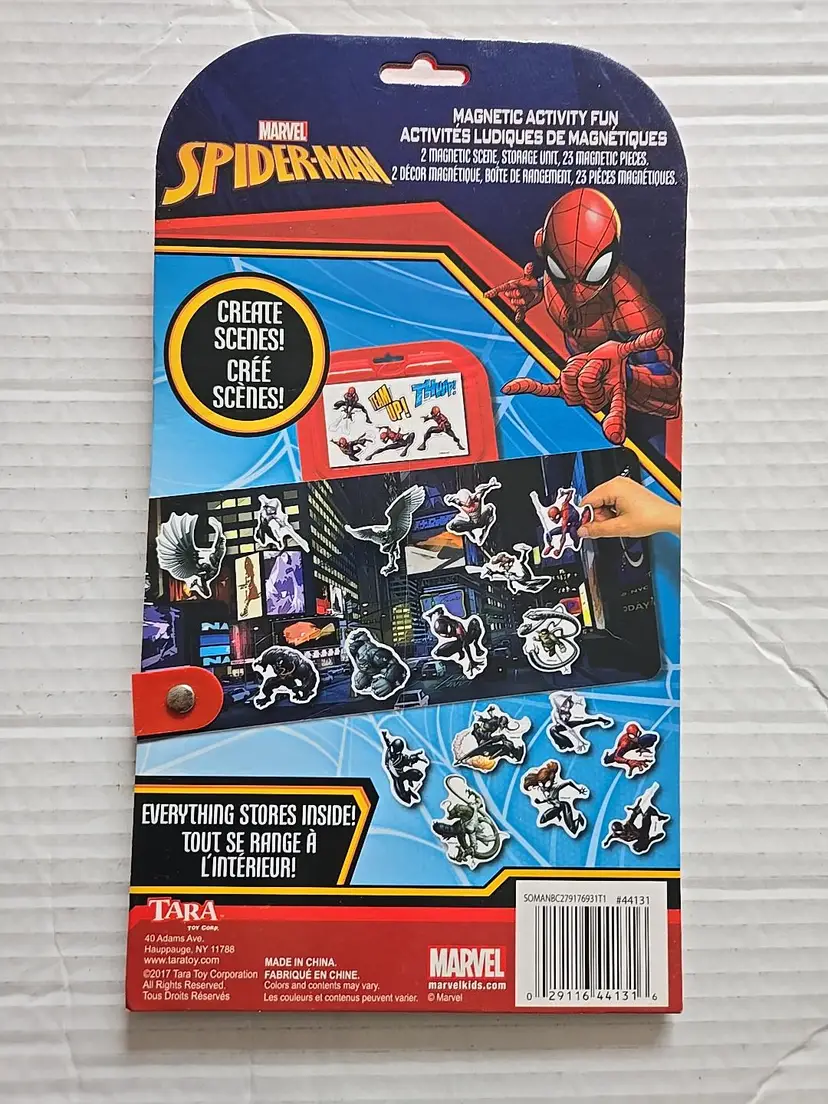 MAGNETIC ACTIVITY FUN
ACTIVITÉS LUDIQUES DE MAGNÉTIQUES
2 MAGNETIC SCENE, STORAGE UNIT, 23 MAGNETIC PIECES.
2 DÉCOR MAGNÉTIQUE, BOÎTE DE RANGEMENT, 23 PIÈCES MAGNÉTIQUES.
MARVEL
SPIDER-MAN
CREATE
SCENES!
CRÉÉ
SCÈNES!
TEAM
UP!
THWIP!
NYC
ODAY!
EVERYTHING STORES INSIDE!
TOUT SE RANGE À
L'INTÉRIEUR!
TARA
TOY CORP.
40 Adams Ave.
Hauppauge, NY 11788
www.taratoy.com
©2017 Tara Toy Corporation
All Rights Reserved.
Tous Droits Réservés
MADE IN CHINA.
FABRIQUÉ EN CHINE.
Colors and contents may vary.
Les couleurs et contenus peuvent varier.
MARVEL
marvelkids.com
© Marvel
SOMANBC279176931T1 #44131
0 29116 44131 6